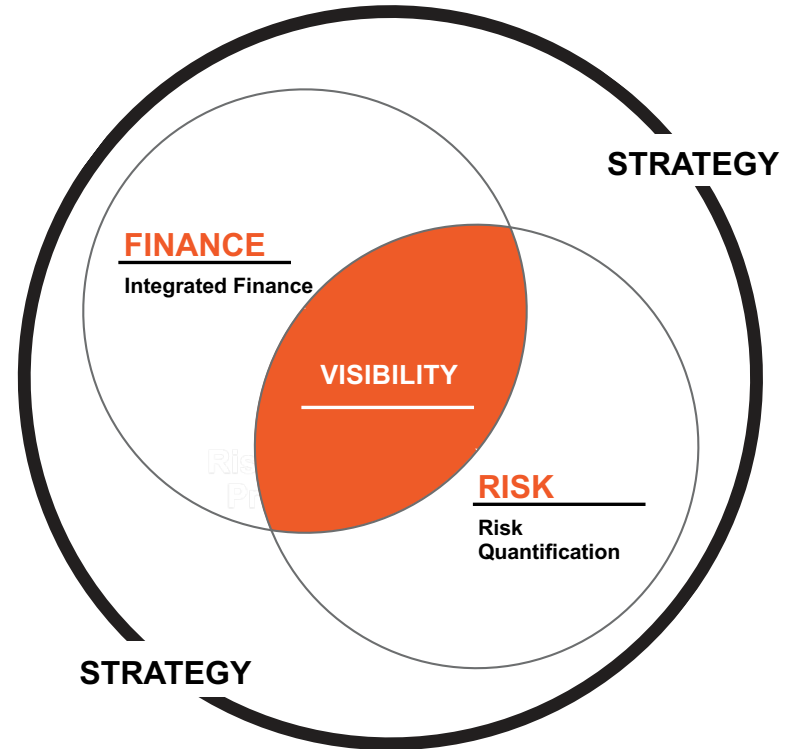 STRATEGY
FINANCE
Integrated Finance
VISIBILITY
RISK
Risk
Quantification
STRATEGY